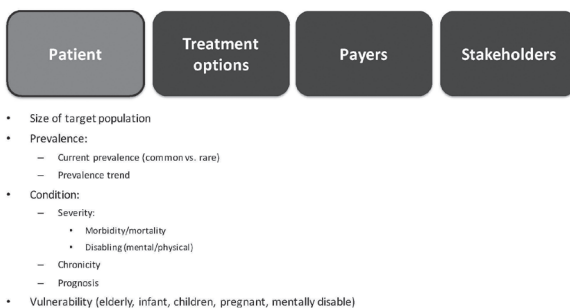 Patient
Treatment
options
Payers
Stakeholders
• Size of target population
• Prevalence:
– Current prevalence (common vs. rare)
– Prevalence trend
• Condition:
– Severity:
• Morbidity/mortality
• Disabling (mental/physical)
– Chronicity
– Prognosis
• Vulnerability (elderly, infant, children, pregnant, mentally disable)